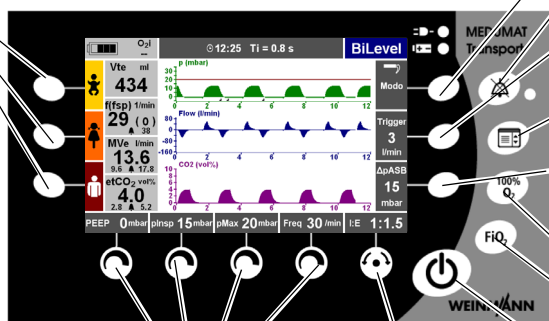 O₂I
--
12:25 Ti = 0.8 s
BiLevel
MEDUMAT
Transport
Vte ml
434
f(fsp) 1/min
29 ( 0 )
38
MVe l/min
13.6
9.6 17.8
etCO₂ vol%
4.0
2.8 5.2
p (mbar)
30
20
10
0
0 2 4 6 8 10 12
Flow (l/min)
80
0
-80
-160
0 2 4 6 8 10 12
CO2 (vol%)
10
8
6
4
2
0
0 2 4 6 8 10 12
Modo
Trigger
3
l/min
ΔpASB
15
mbar
PEEP 0 mbar pInsp 15 mbar pMax 20 mbar Freq 30 /min I:E 1:1.5
100%
O₂
FiO₂
WEINMANN